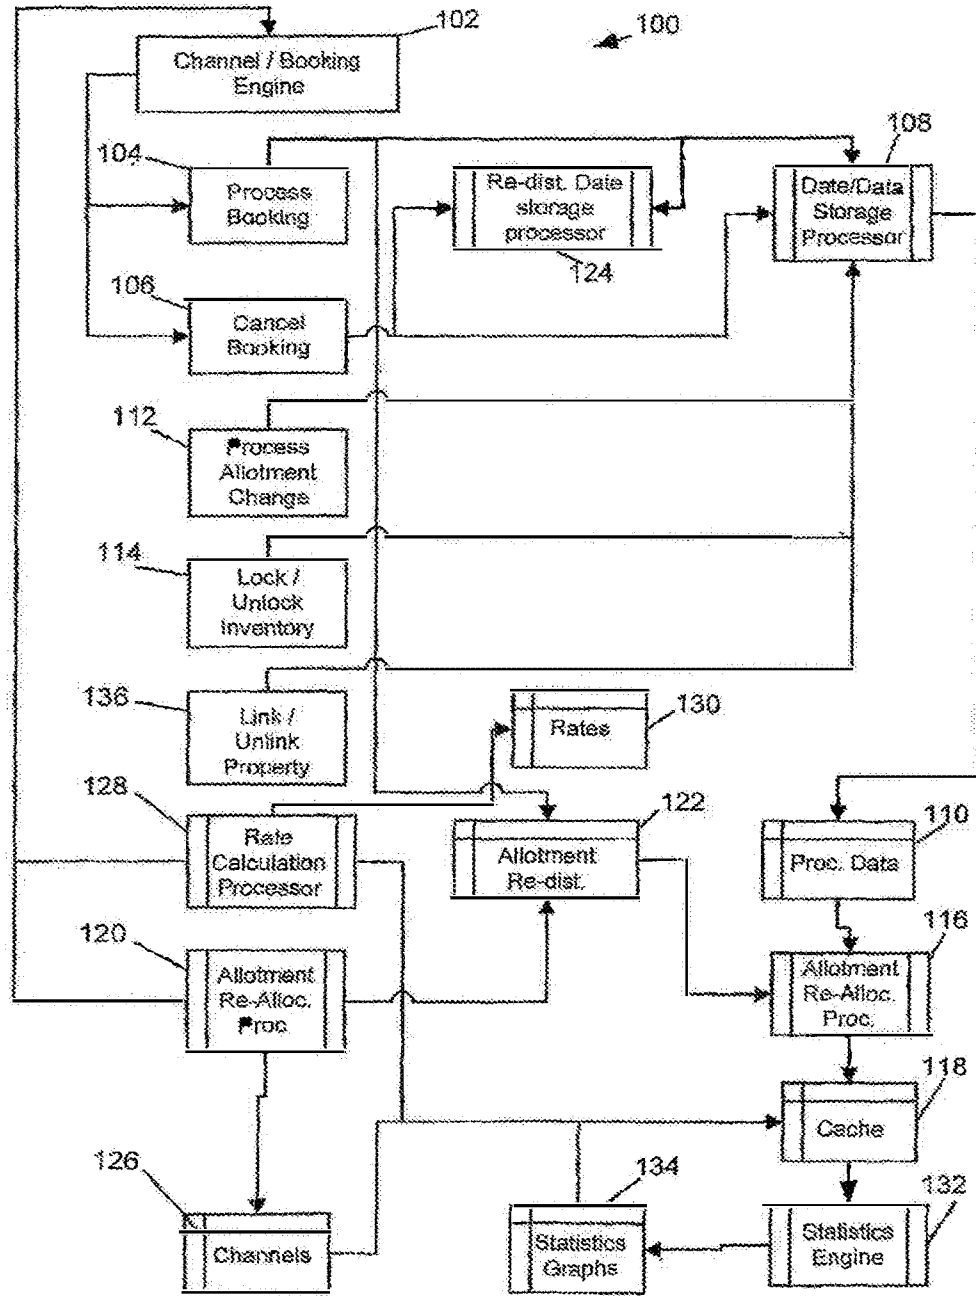 102
100
Channel / Booking
Engine
104
Process
Booking
Re-dist. Date
storage
processor
124
108
Date/Data
Storage
Processor
106
Cancel
Booking
112
Process
Allotment
Change
114
Lock /
Unlock
Inventory
136
Link /
Unlink
Property
130
Rates
128
Rate
Calculation
Processor
122
Allotment
Re-dist.
110
Proc. Data
120
Allotment
Re-Alloc.
Proc.
116
Allotment
Re-Alloc.
Proc.
118
Cache
126
Channels
134
Statistics
Graphs
132
Statistics
Engine